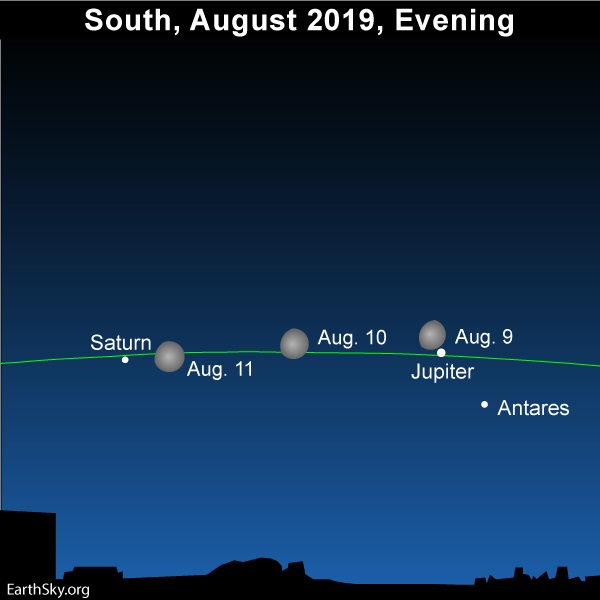 South, August 2019, Evening
Saturn
Aug. 11
Aug. 10
Aug. 9
Jupiter
Antares
EarthSky.org